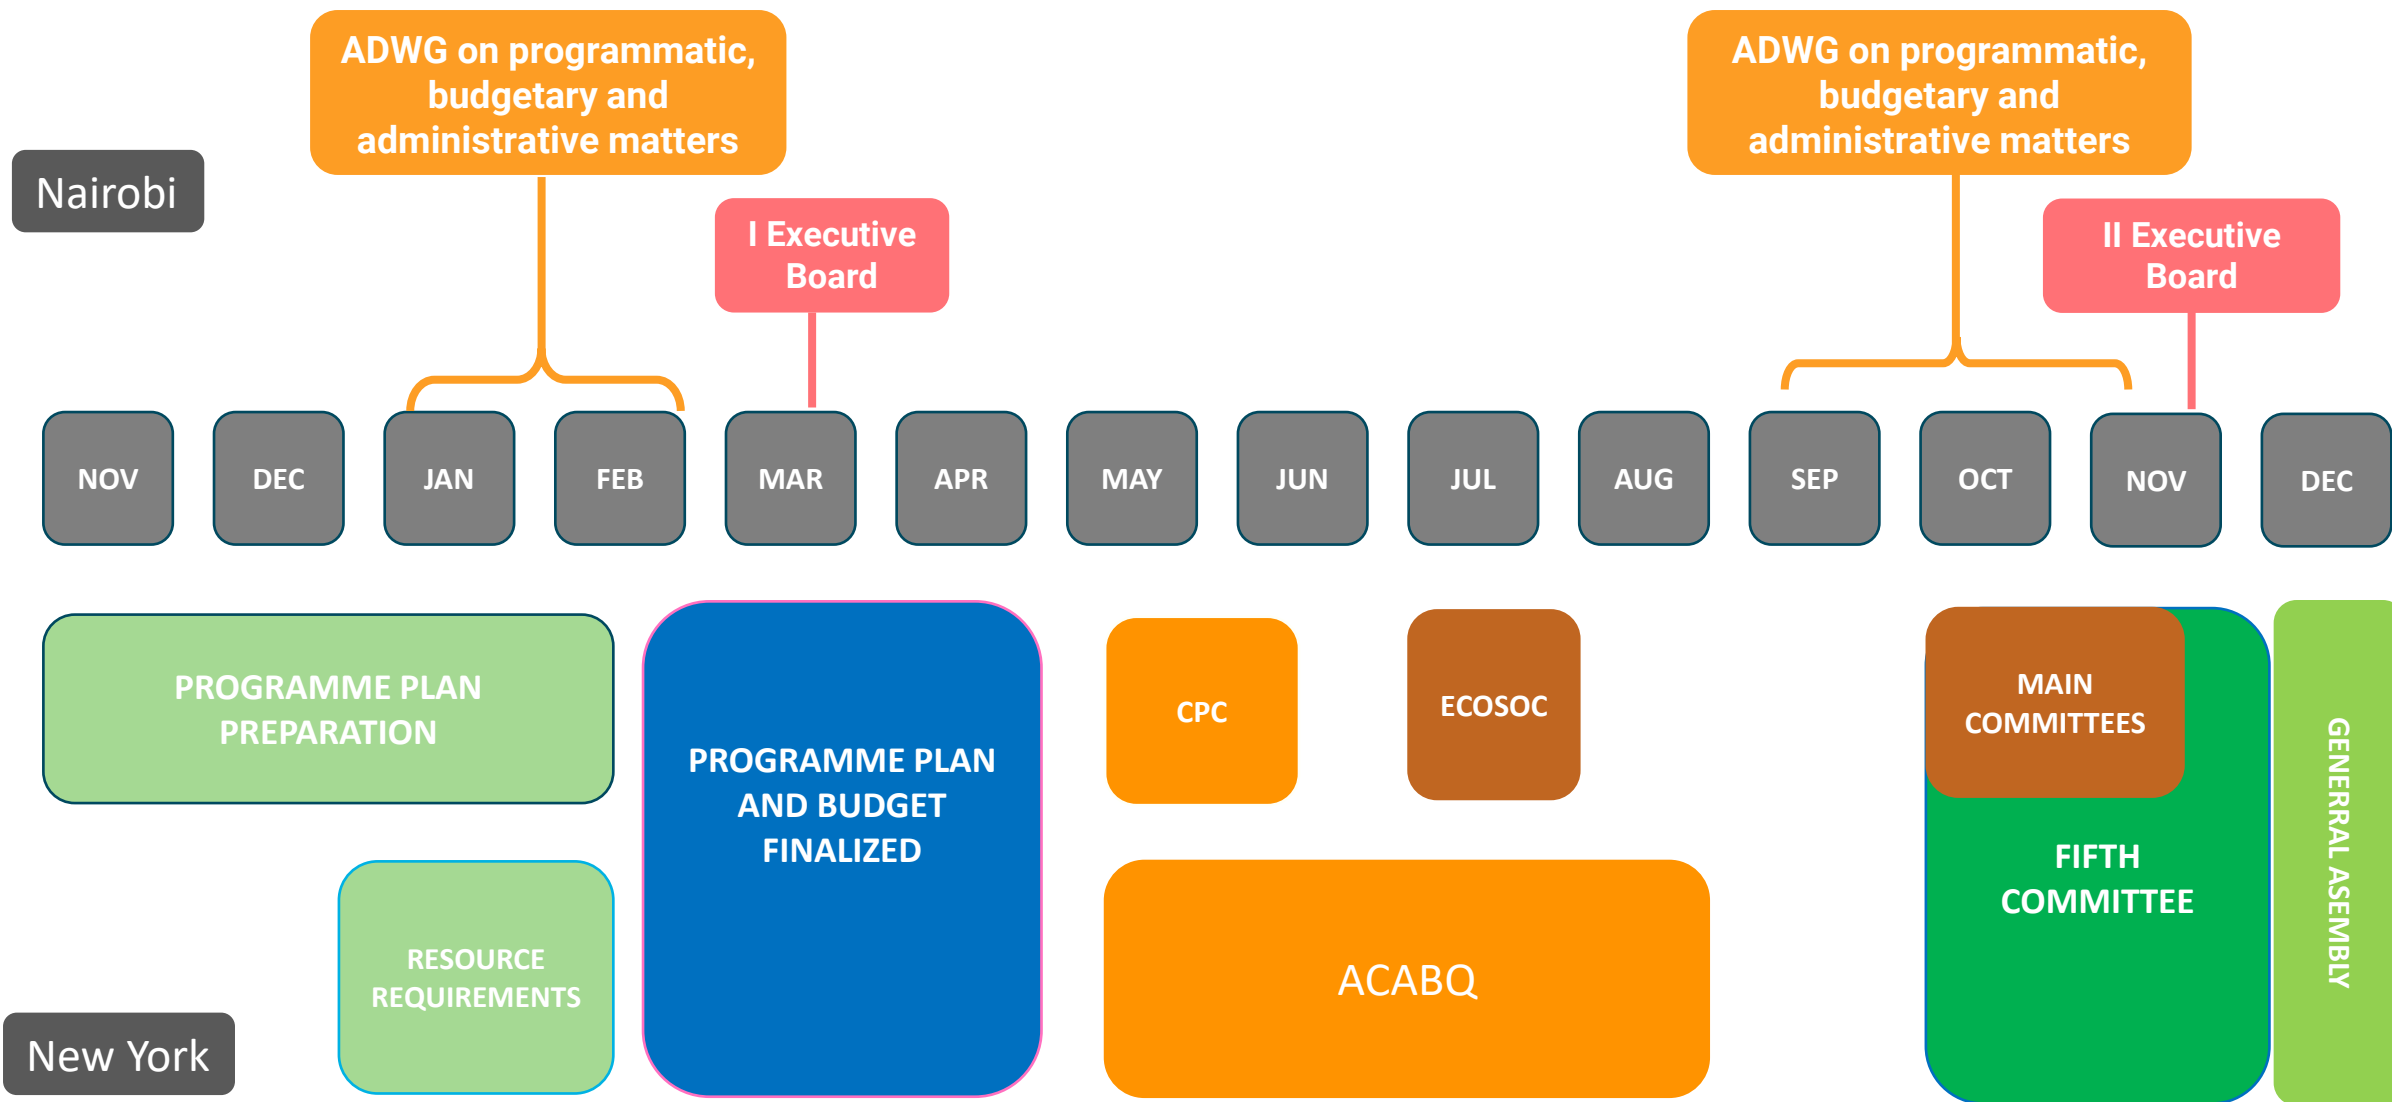 ADWG on programmatic,
budgetary and
administrative matters
ADWG on programmatic,
budgetary and
administrative matters
Nairobi
I Executive
Board
II Executive
Board
NOV
DEC
JAN
FEB
MAR
APR
MAY
JUN
JUL
AUG
SEP
OCT
NOV
DEC
PROGRAMME PLAN
PREPARATION
PROGRAMME PLAN
AND BUDGET
FINALIZED
CPC
ECOSOC
MAIN
COMMITTEES
FIFTH
COMMITTEE
GENERRAL ASEMBLY
RESOURCE
REQUIREMENTS
ACABQ
New York